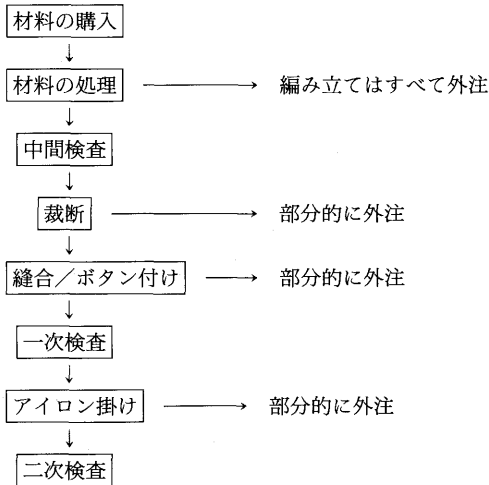 材料の購入
材料の処理
編み立てはすべて外注
中間検査
裁断
部分的に外注
縫合/ボタン付け
部分的に外注
一次検査
アイロン掛け
部分的に外注
二次検査